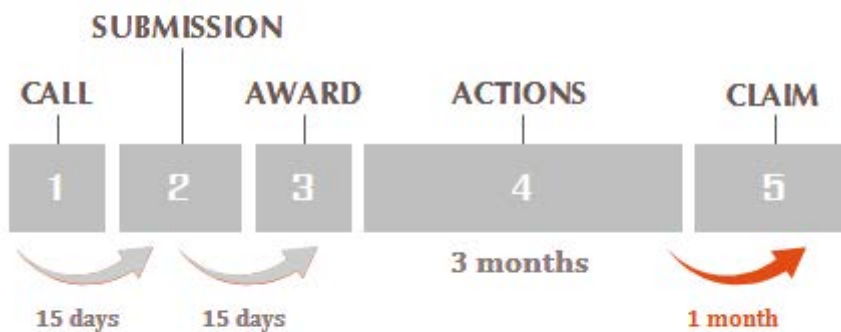 SUBMISSION
CALL
AWARD
ACTIONS
CLAIM
1
2
3
4
5
3 months
15 days
15 days
1 month